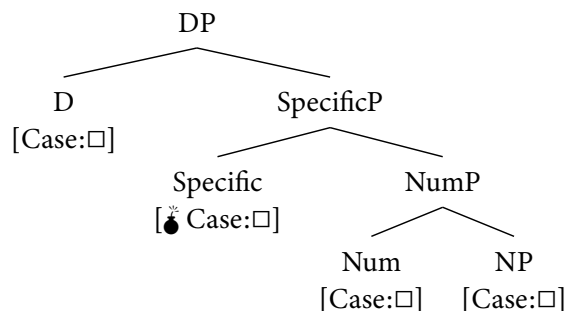 DP
D SpecificP
[Case:□]
Specific NumP
[💣 Case:□]
Num NP
[Case:□] [Case:□]